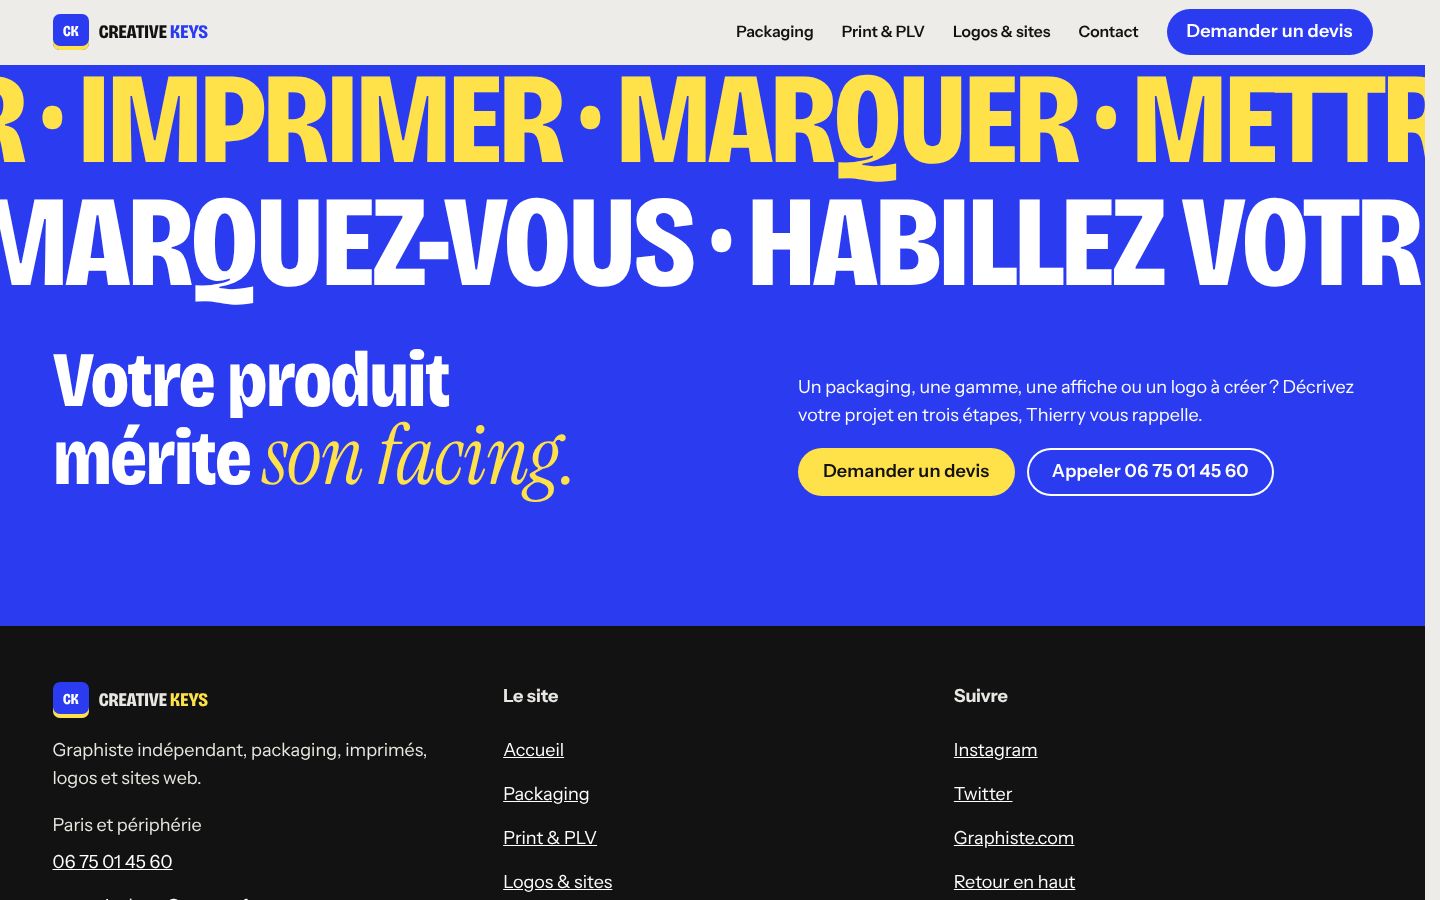 CK CREATIVE KEYS
Packaging Print & PLV Logos & sites Contact Demander un devis
R · IMPRIMER · MARQUER · METTR
MARQUEZ-VOUS · HABILLEZ VOTR
Votre produit
mérite son facing.
Un packaging, une gamme, une affiche ou un logo à créer ? Décrivez
votre projet en trois étapes, Thierry vous rappelle.
Demander un devis Appeler 06 75 01 45 60
CK CREATIVE KEYS
Graphiste indépendant, packaging, imprimés,
logos et sites web.
Paris et périphérie
06 75 01 45 60
Le site
Accueil
Packaging
Print & PLV
Logos & sites
Suivre
Instagram
Twitter
Graphiste.com
Retour en haut